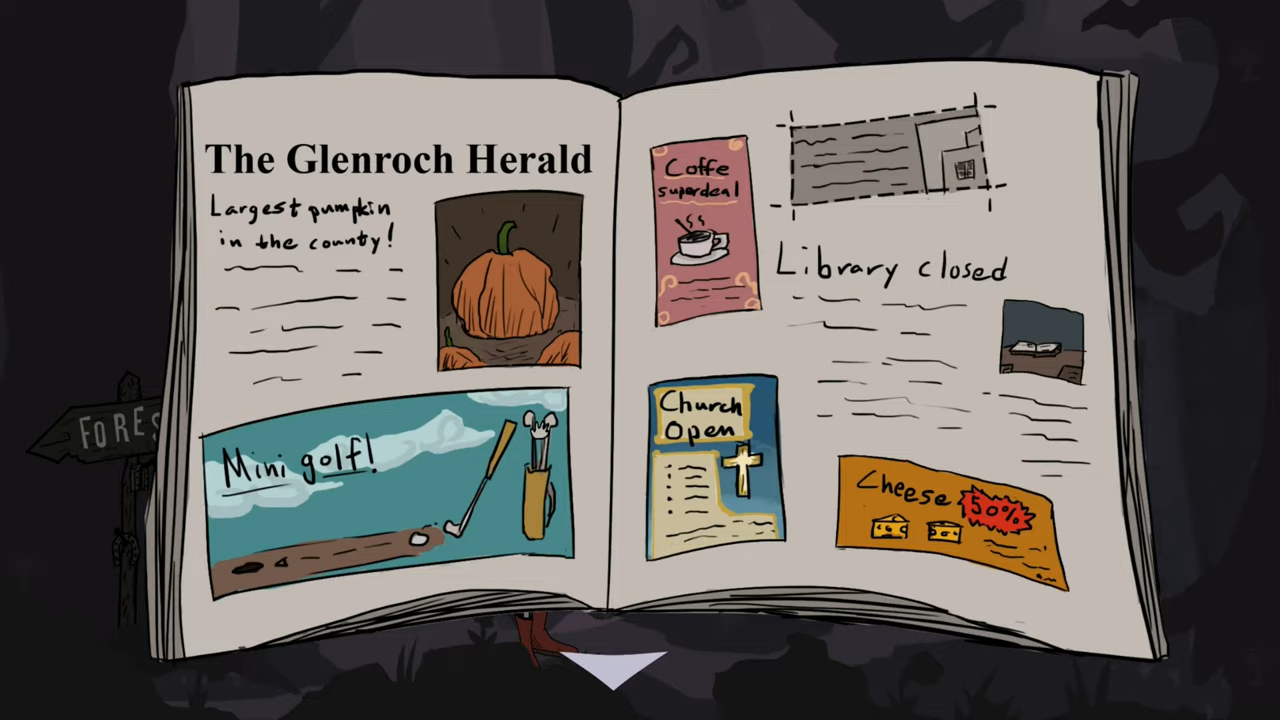 The Glenroch Herald
Largest pumpkin
in the county!
Mini golf!
Coffe
superdeal
Library closed
Church
Open
Cheese
50%
FORES